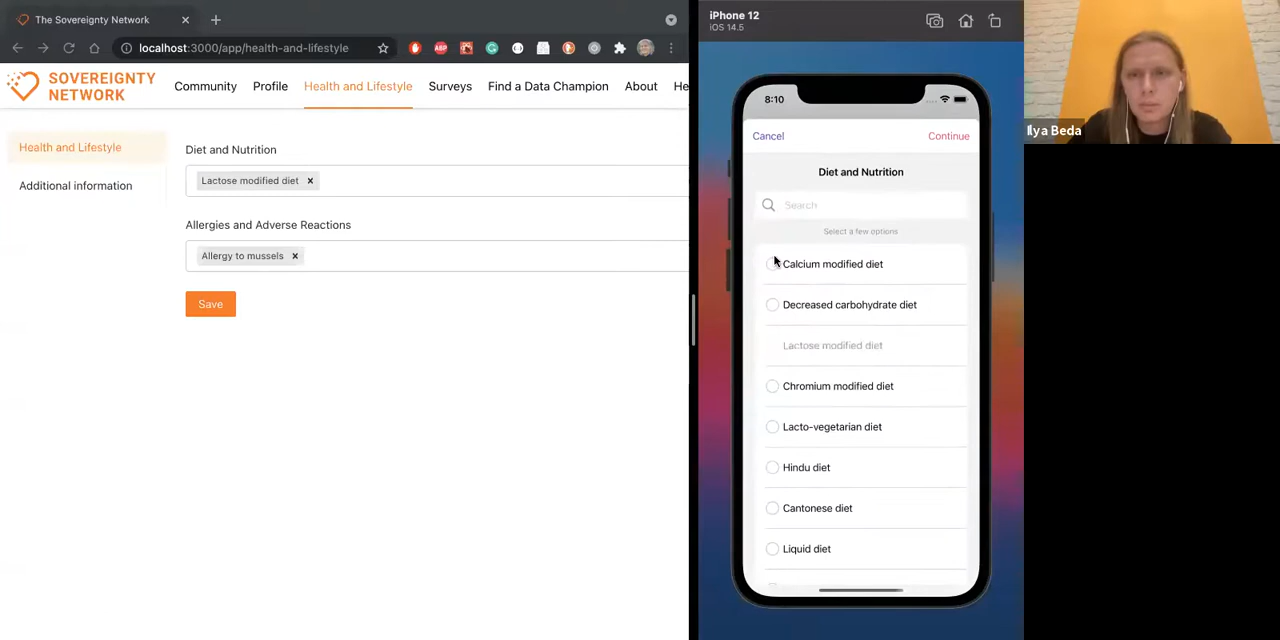 The Sovereignty Network
localhost:3000/app/health-and-lifestyle
ABP
SOVEREIGNTY
NETWORK
Community
Profile
Health and Lifestyle
Surveys
Find a Data Champion
About
He
Health and Lifestyle
Additional information
Diet and Nutrition
Lactose modified diet
Allergies and Adverse Reactions
Allergy to mussels
Save
iPhone 12
iOS 14.5
8:10
Cancel
Continue
Diet and Nutrition
Search
Select a few options
Calcium modified diet
Decreased carbohydrate diet
Lactose modified diet
Chromium modified diet
Lacto-vegetarian diet
Hindu diet
Cantonese diet
Liquid diet
Ilya Beda